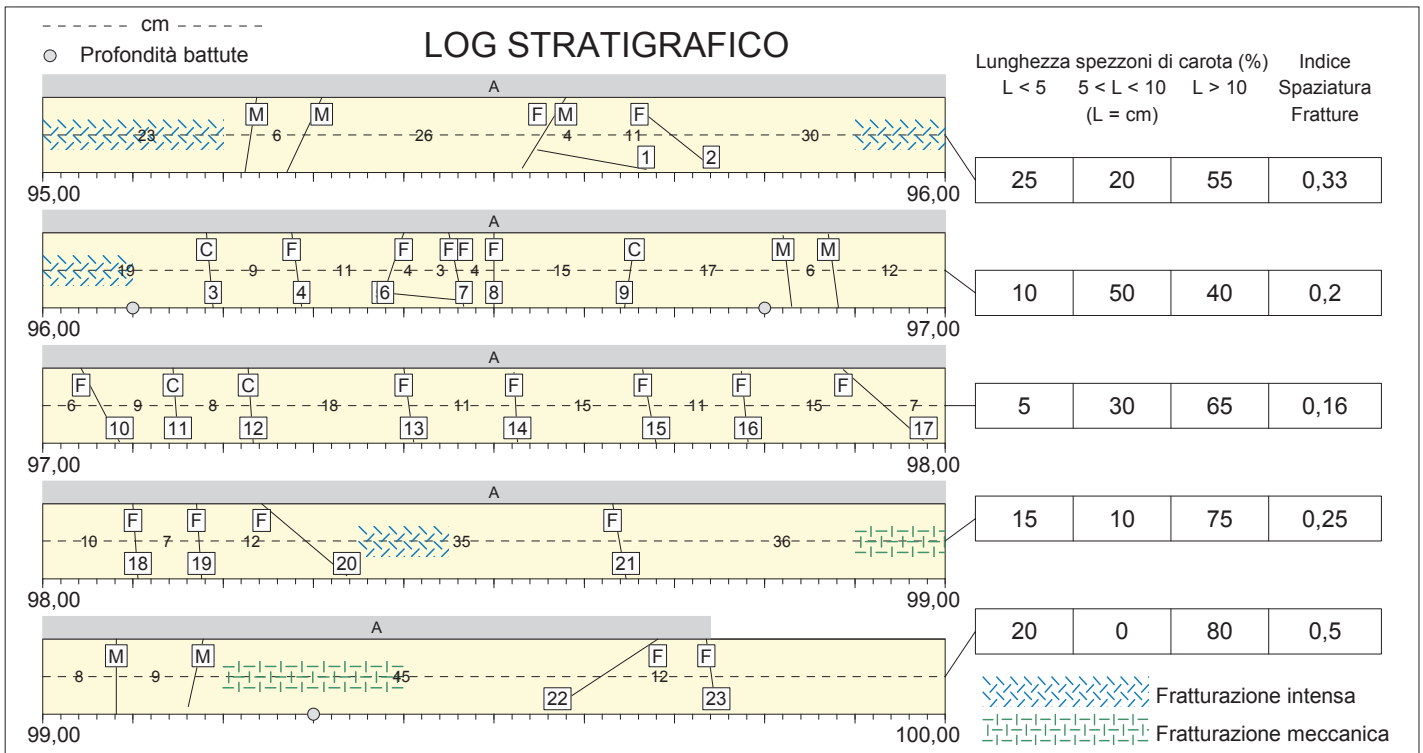 cm
Profondità battute
LOG STRATIGRAFICO
Lunghezza spezzoni di carota (%) Indice
L < 5 5 < L < 10 L > 10 Spaziatura
(L = cm) Fratture
A
M M F M F
23 6 26 4 11 30
1 2
95,00 96,00
25 20 55 0,33
A
C F F F F F C M M
19 9 11 4 3 4 15 17 6 12
3 4 6 7 8 9
96,00 97,00
10 50 40 0,2
A
F C C F F F F F
6 9 8 18 11 15 11 15 7
10 11 12 13 14 15 16 17
97,00 98,00
5 30 65 0,16
A
F F F F
10 7 12 35 36
18 19 20 21
98,00 99,00
15 10 75 0,25
A
M M F F
8 9 45 12
22 23
99,00 100,00
20 0 80 0,5
Fratturazione intensa
Fratturazione meccanica